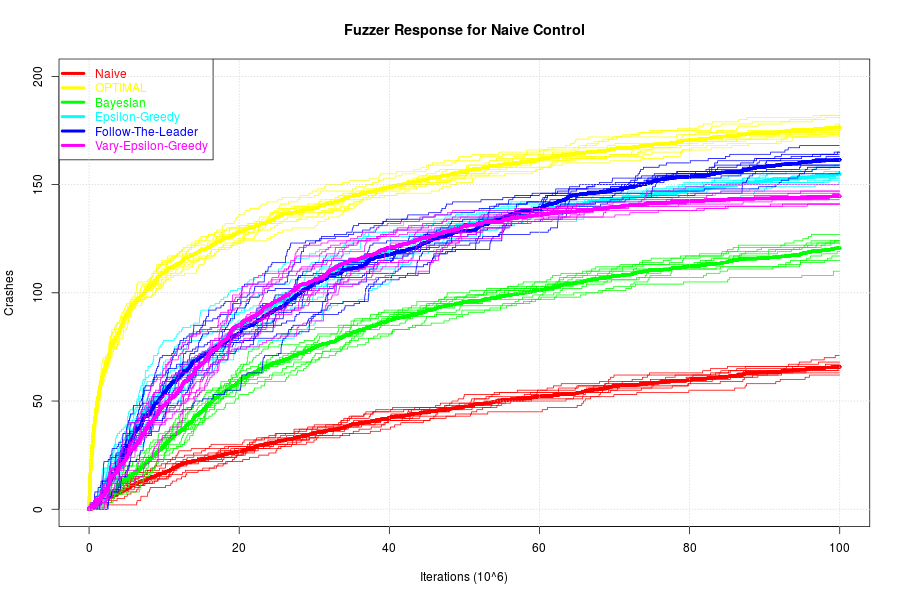 Fuzzer Response for Naive Control
Naive
OPTIMAL
Bayesian
Epsilon-Greedy
Follow-The-Leader
Vary-Epsilon-Greedy
200
150
100
50
0
Crashes
0 20 40 60 80 100
Iterations (10^6)